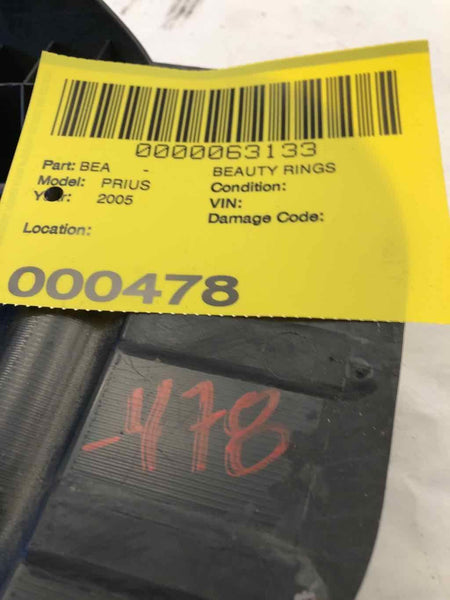 0000063133
Part: BEA - BEAUTY RINGS
Model: PRIUS Condition:
Year: 2005 VIN:
Damage Code:
Location:
000478
-478